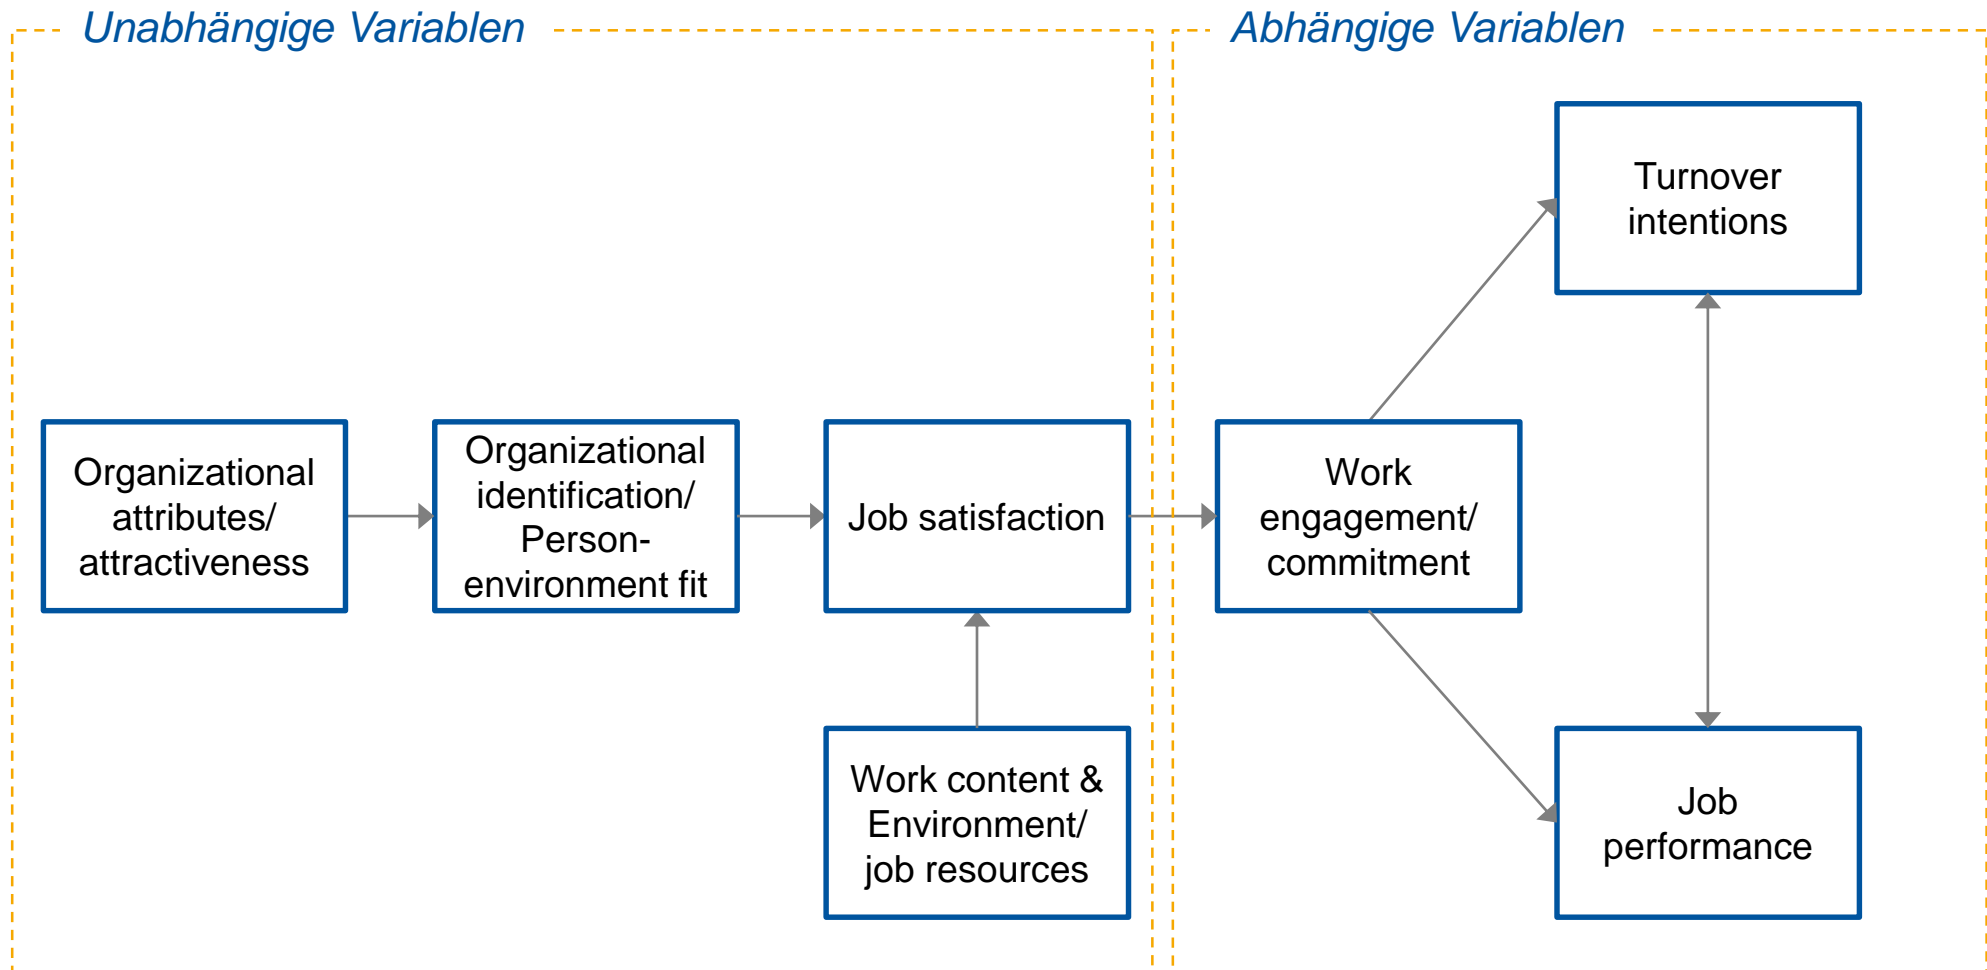 Unabhängige Variablen
Abhängige Variablen
Turnover
intentions
Organizational
attributes/
attractiveness
Organizational
identification/
Person-
environment fit
Job satisfaction
Work
engagement/
commitment
Work content &
Environment/
job resources
Job
performance